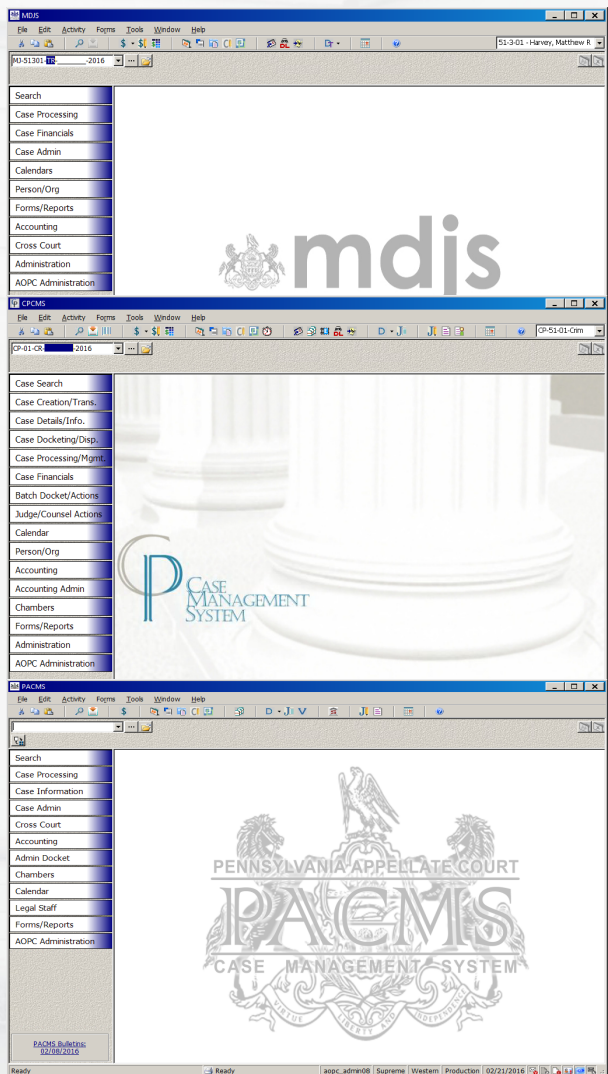 MDJS
File Edit Activity Forms Tools Window Help
51-3-01 - Harvey, Matthew R
MJ-51301-TR-_______-2016
Search
Case Processing
Case Financials
Case Admin
Calendars
Person/Org
Forms/Reports
Accounting
Cross Court
Administration
AOPC Administration
mdjs
CPCMS
File Edit Activity Forms Tools Window Help
CP-51-01-Crim
CP-01-CR- -2016
Case Search
Case Creation/Trans.
Case Details/Info.
Case Docketing/Disp.
Case Processing/Mgmt.
Case Financials
Batch Docket/Actions
Judge/Counsel Actions
Calendar
Person/Org
Accounting
Accounting Admin
Chambers
Forms/Reports
Administration
AOPC Administration
CP CASE
MANAGEMENT
SYSTEM
PACMS
File Edit Activity Forms Tools Window Help
Search
Case Processing
Case Information
Case Admin
Cross Court
Accounting
Admin Docket
Chambers
Calendar
Legal Staff
Forms/Reports
AOPC Administration
PENNSYLVANIA APPELLATE COURT
PACMS
CASE MANAGEMENT SYSTEM
VIRTUE LIBERTY AND INDEPENDENCE
PACMS Bulletins:
02/08/2016
Ready Ready aopc_admin08 Supreme Western Production 02/21/2016